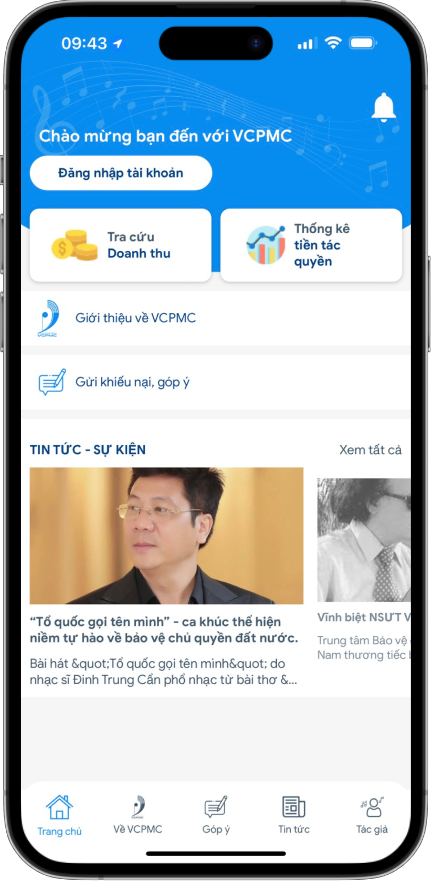 09:43
Chào mừng bạn đến với VCPMC
Đăng nhập tài khoản
Tra cứu
Doanh thu
Thống kê
tiền tác
quyền
VCPMC
Giới thiệu về VCPMC
Gửi khiếu nại, góp ý
TIN TỨC - SỰ KIỆN
Xem tất cả
“Tổ quốc gọi tên mình” - ca khúc thể hiện
niềm tự hào về bảo vệ chủ quyền đất nước.
Bài hát &quot;Tổ quốc gọi tên mình&quot; do
nhạc sĩ Đinh Trung Cẩn phổ nhạc từ bài thơ &...
Vĩnh biệt NSƯT V
Trung tâm Bảo vệ
Nam thương tiếc
Trang chủ
Về VCPMC
Góp ý
Tin tức
Tác giả